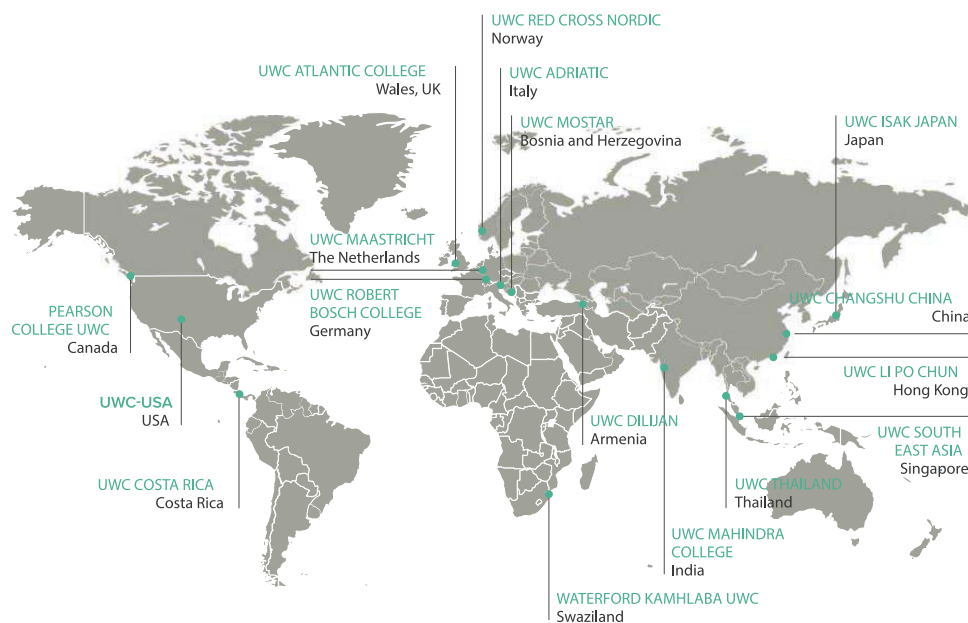 UWC RED CROSS NORDIC
Norway
UWC ATLANTIC COLLEGE
Wales, UK
UWC ADRIATIC
Italy
UWC MOSTAR
Bosnia and Herzegovina
UWC ISAK JAPAN
Japan
UWC MAASTRICHT
The Netherlands
UWC ROBERT
BOSCH COLLEGE
Germany
PEARSON
COLLEGE UWC
Canada
UWC CHANGSHU CHINA
China
UWC LI PO CHUN
Hong Kong
UWC-USA
USA
UWC DILIJAN
Armenia
UWC SOUTH
EAST ASIA
Singapore
UWC COSTA RICA
Costa Rica
UWC THAILAND
Thailand
UWC MAHINDRA
COLLEGE
India
WATERFORD KAMHLABA UWC
Swaziland